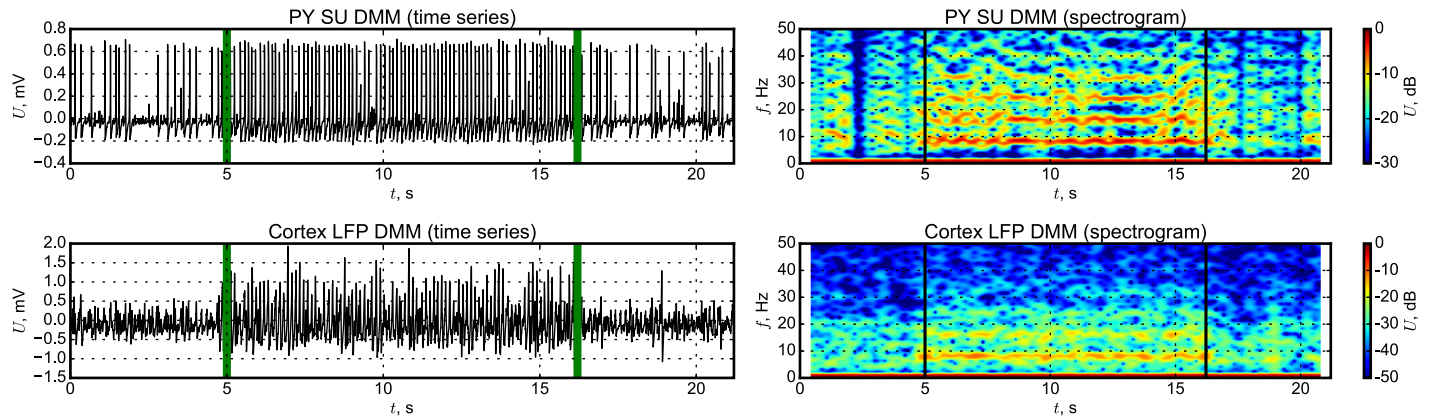 PY SU DMM (time series)
0.8
0.6
0.4
0.2
0.0
−0.2
−0.4
U, mV
0 5 10 15 20
t, s
PY SU DMM (spectrogram)
50
40
30
20
10
0
f, Hz
0 5 10 15 20
t, s
0
-10
-20
-30
U, dB
Cortex LFP DMM (time series)
2.0
1.5
1.0
0.5
0.0
−0.5
−1.0
−1.5
U, mV
0 5 10 15 20
t, s
Cortex LFP DMM (spectrogram)
50
40
30
20
10
0
f, Hz
0 5 10 15 20
t, s
0
-10
-20
-30
-40
-50
U, dB